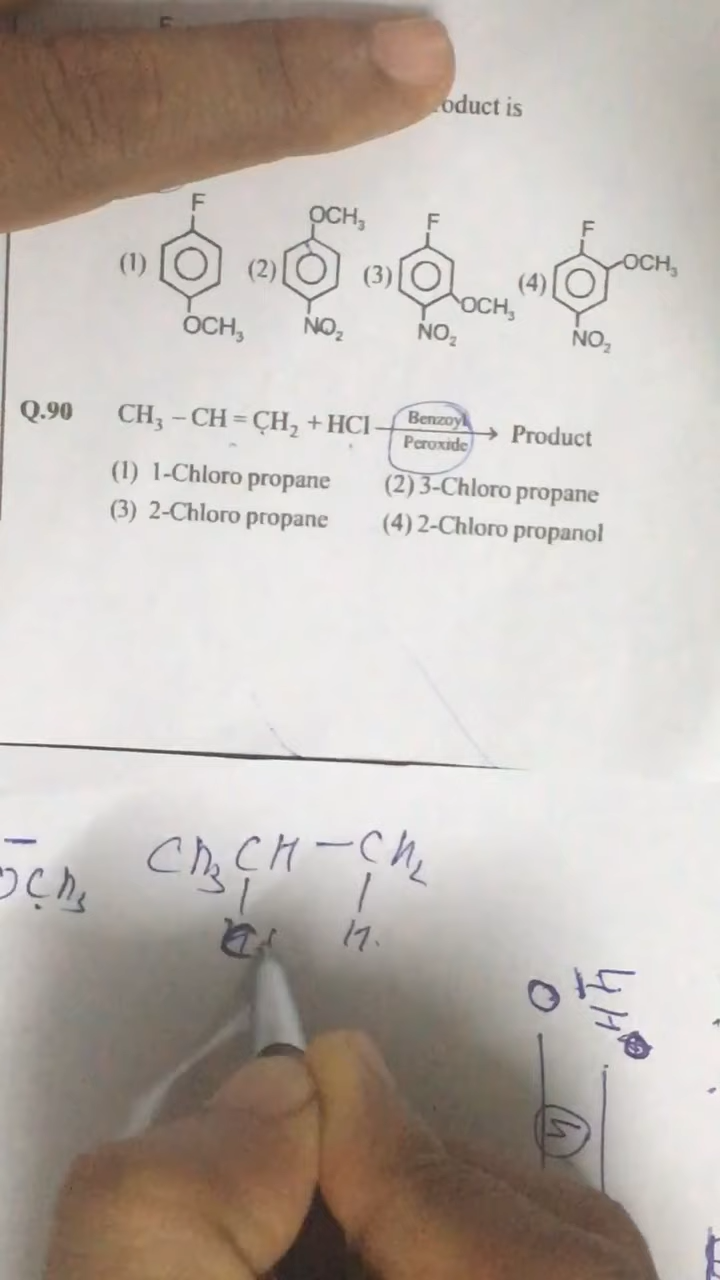 oduct is
F OCH₃ F F
(1) (2) (3) (4) OCH₃
OCH₃ NO₂ NO₂ OCH₃ NO₂
Q.90 CH₃ – CH = CH₂ + HCl Benzoyl Peroxide → Product
(1) 1-Chloro propane (2) 3-Chloro propane
(3) 2-Chloro propane (4) 2-Chloro propanol
CH₃ CH – CH₂
OCH₃
H.